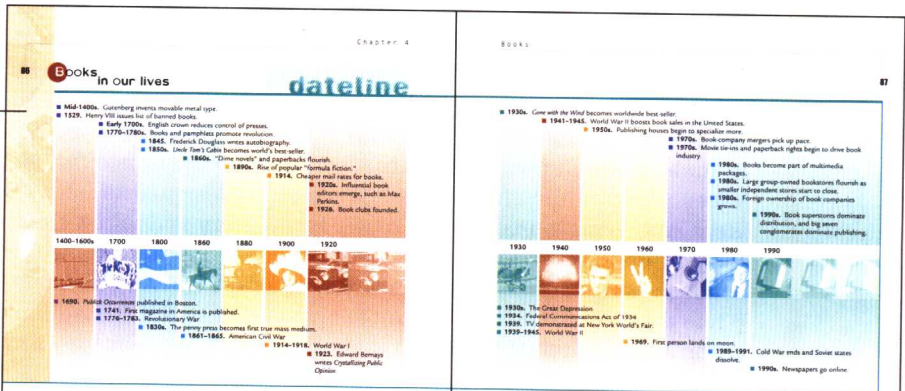 Chapter 4
86
Books
in our lives
dateline
Mid-1400s. Gutenberg invents movable metal type.
1529. Henry VIII issues list of banned books.
Early 1700s. English crown reduces control of presses.
1770-1780s. Books and pamphlets promote revolution.
1845. Frederick Douglass writes autobiography.
1850s. Uncle Tom's Cabin becomes world's best-seller.
1860s. "Dime novels" and paperbacks flourish.
1890s. Rise of popular "formula fiction."
1914. Cheaper mail rates for books.
1920s. Influential book
editors emerge, such as Max
Perkins.
1926. Book clubs founded.
1400-1600s 1700 1800 1860 1880 1900 1920
1690. Publick Occurrences published in Boston.
1741. First magazine in America is published.
1776-1783. Revolutionary War
1830s. The penny press becomes first true mass medium.
1861-1865. American Civil War
1914-1918. World War I
1923. Edward Bernays
writes Crystallizing Public
Opinion.
Books
87
1930s. Gone with the Wind becomes worldwide best-seller.
1941-1945. World War II boosts book sales in the United States.
1950s. Publishing houses begin to specialize more.
1970s. Book-company mergers pick up pace.
1970s. Movie tie-ins and paperback rights begin to drive book
industry.
1980s. Books become part of multimedia
packages.
1980s. Large group-owned bookstores flourish as
smaller independent stores start to close.
1980s. Foreign ownership of book companies
grows.
1990s. Book superstores dominate
distribution, and big seven
conglomerates dominate publishing.
1930 1940 1950 1960 1970 1980 1990
1930s. The Great Depression
1934. Federal Communications Act of 1934
1939. TV demonstrated at New York World's Fair.
1939-1945. World War II
1969. First person lands on moon.
1989-1991. Cold War ends and Soviet states
dissolve.
1990s. Newspapers go online.